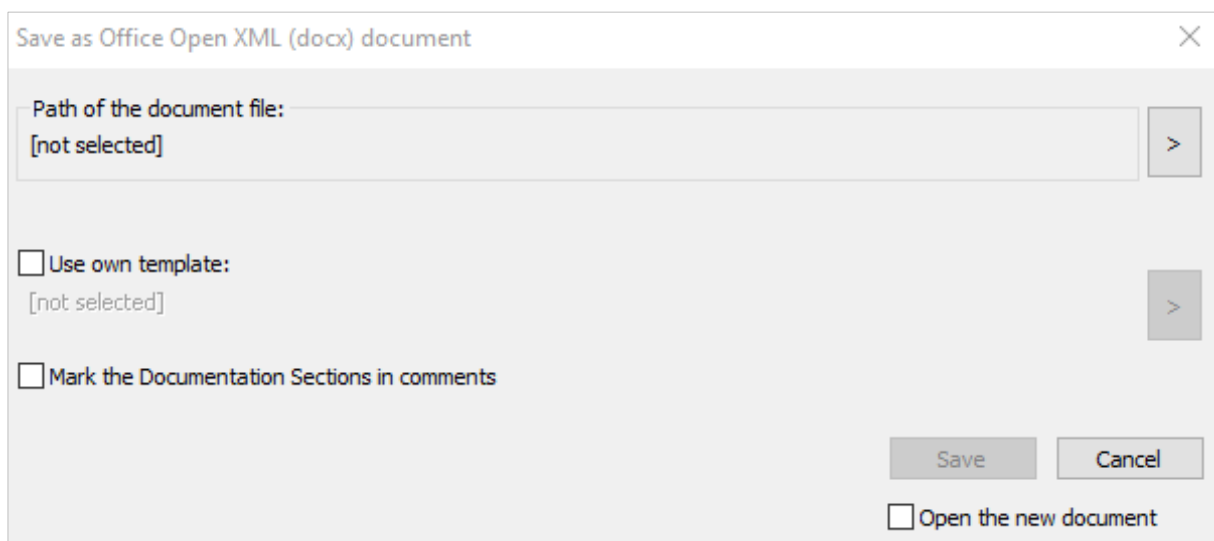 Save as Office Open XML (docx) document
Path of the document file:
[not selected]
>
Use own template:
[not selected]
>
Mark the Documentation Sections in comments
Save Cancel
Open the new document